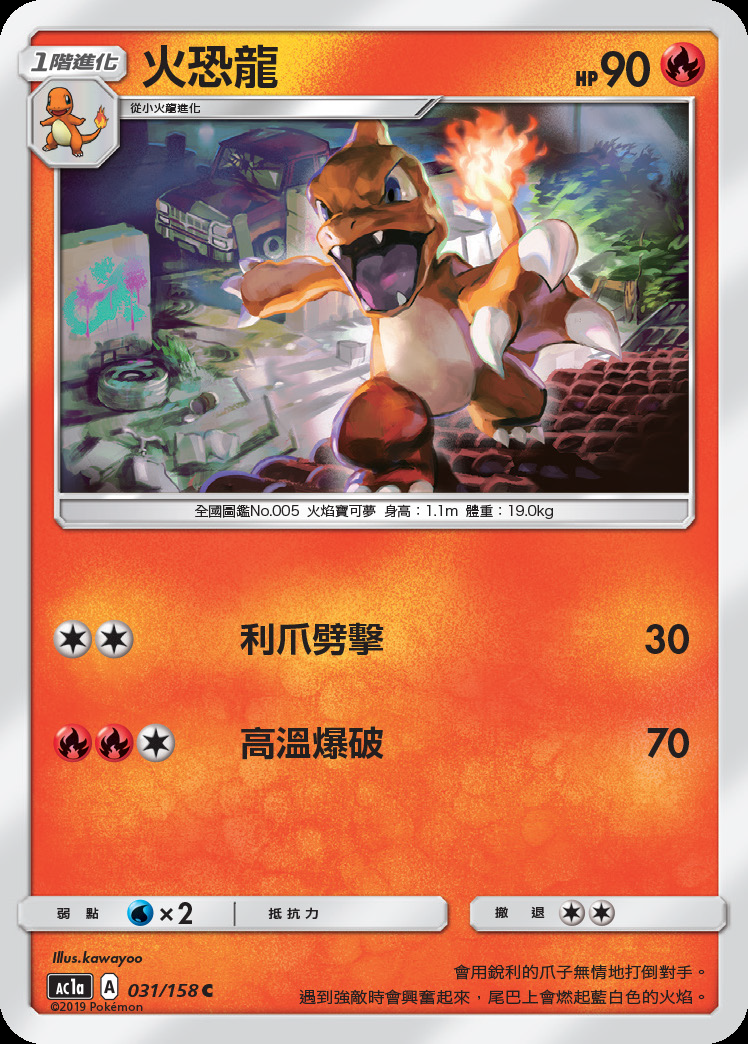 1階進化
火恐龍
HP90
從小火龍進化
全國圖鑑No.005 火焰寶可夢 身高：1.1m 體重：19.0kg
利爪劈擊 30
高溫爆破 70
弱點 ×2 抵抗力 撤退
Illus.kawayoo
會用銳利的爪子無情地打倒對手。
AC1a A 031/158 C
遇到強敵時會興奮起來，尾巴上會燃起藍白色的火焰。
©2019 Pokémon